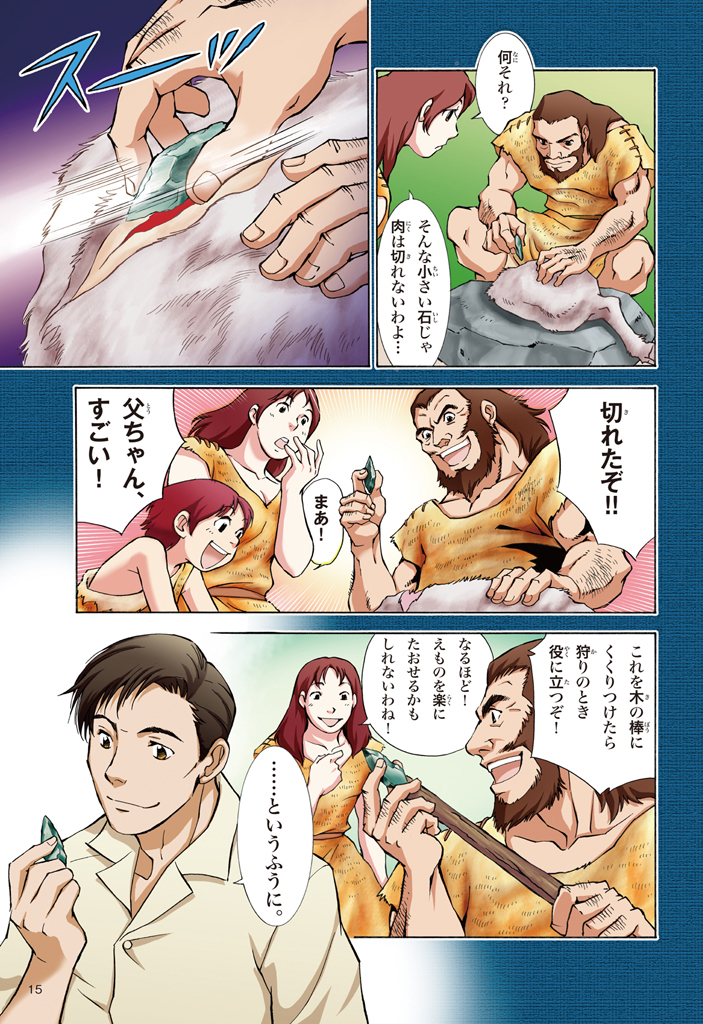 何それ?
そんな小さい石じゃ
肉は切れないわよ…
スーッ
切れたぞ!!
まあ!
父ちゃん、
すごい!
これを木の棒に
くくりつけたら
狩りのとき
役に立つぞ!
なるほど!
えものを楽に
たおせるかも
しれないわね!
……というふうに。
15